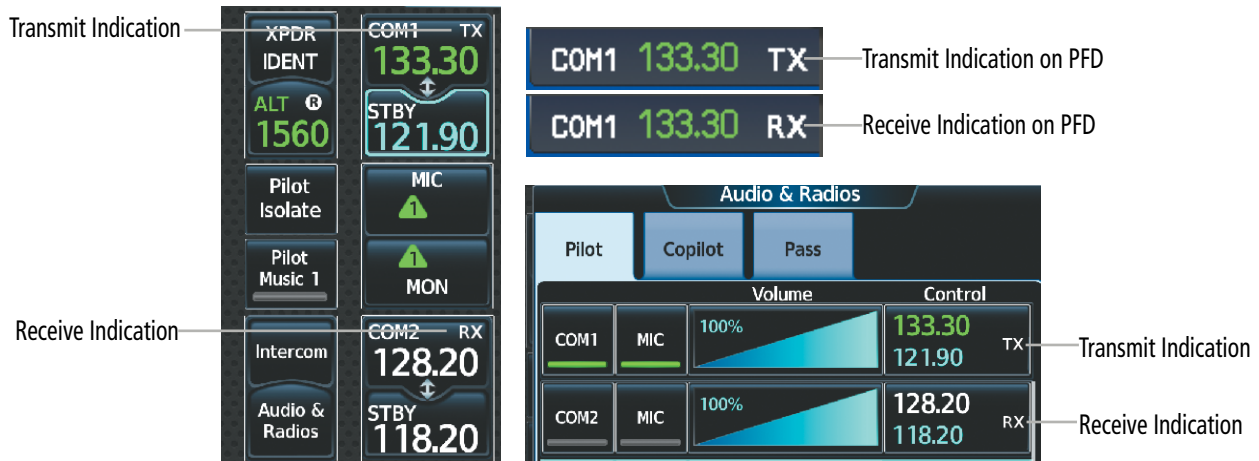 Transmit Indication
XPDR
IDENT
ALT R
1560
COM1 TX
133.30
STBY
121.90
Pilot
Isolate
MIC
1
Pilot
Music 1
1
MON
Receive Indication
Intercom
COM2 RX
128.20
Audio &
Radios
STBY
118.20
COM1 133.30 TX
Transmit Indication on PFD
COM1 133.30 RX
Receive Indication on PFD
Audio & Radios
Pilot
Copilot
Pass
Volume
Control
COM1
MIC
100%
133.30
121.90
TX
Transmit Indication
COM2
MIC
100%
128.20
118.20
RX
Receive Indication